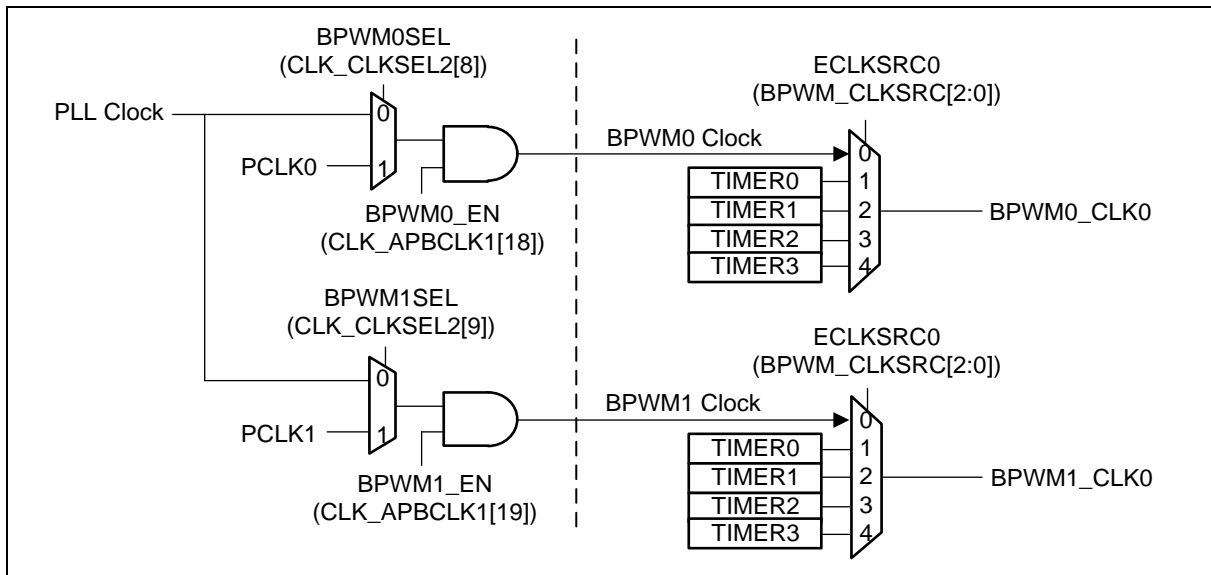 BPWM0SEL
(CLK_CLKSEL2[8])
PLL Clock
0
PCLK0
1
BPWM0_EN
(CLK_APBCLK1[18])
BPWM0 Clock
ECLKSRC0
(BPWM_CLKSRC[2:0])
0
TIMER0 1
TIMER1 2
TIMER2 3
TIMER3 4
BPWM0_CLK0
BPWM1SEL
(CLK_CLKSEL2[9])
0
PCLK1
1
BPWM1_EN
(CLK_APBCLK1[19])
BPWM1 Clock
ECLKSRC0
(BPWM_CLKSRC[2:0])
0
TIMER0 1
TIMER1 2
TIMER2 3
TIMER3 4
BPWM1_CLK0